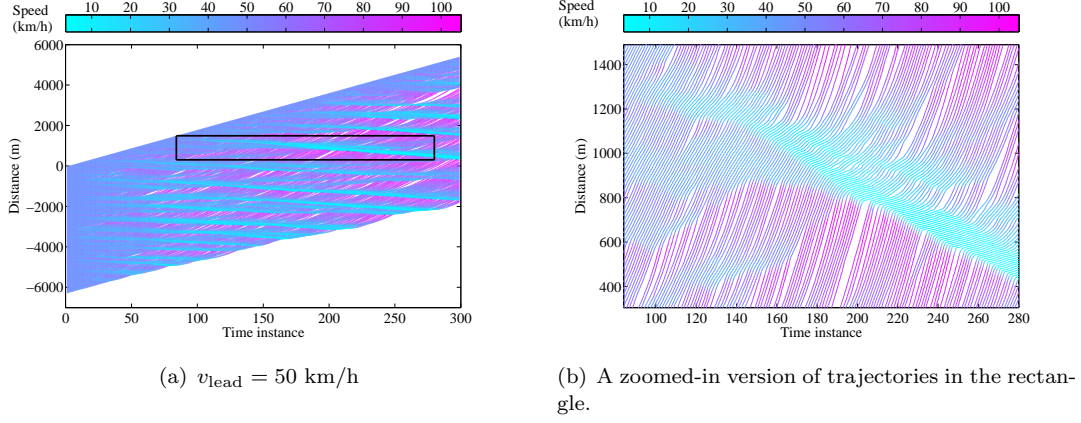 Speed
(km/h)
10 20 30 40 50 60 70 80 90 100
6000
4000
2000
0
−2000
−4000
−6000
Distance (m)
0 50 100 150 200 250 300
Time instance
(a) vlead = 50 km/h
Speed
(km/h)
10 20 30 40 50 60 70 80 90 100
1400
1200
1000
800
600
400
Distance (m)
100 120 140 160 180 200 220 240 260 280
Time instance
(b) A zoomed-in version of trajectories in the rectan-
gle.